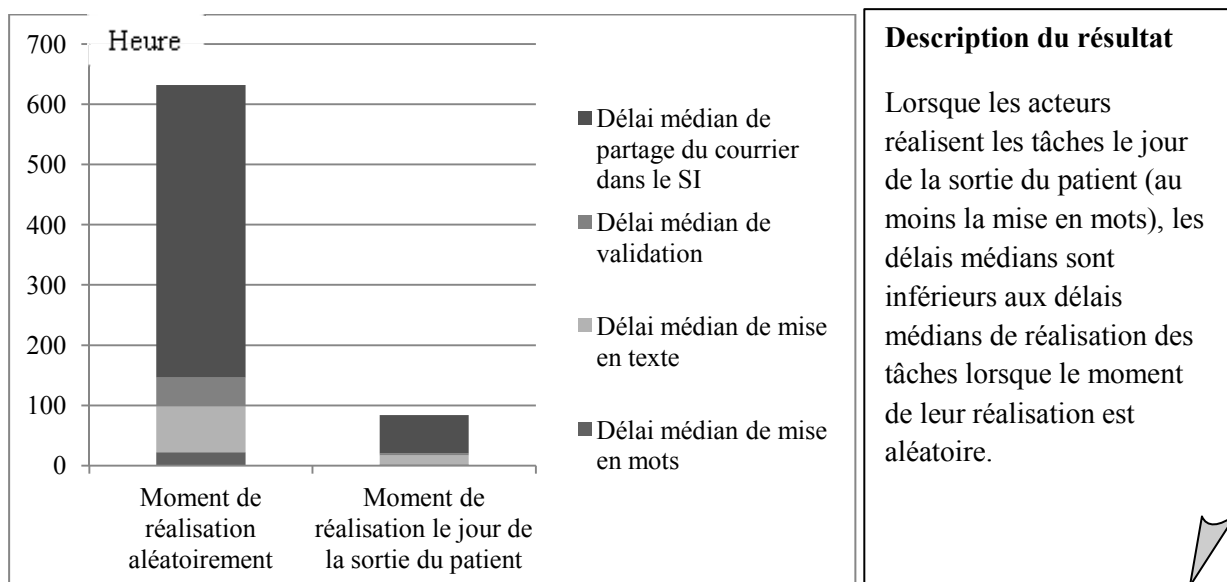 Heure
700
600
500
400
300
200
100
0
Moment de
réalisation
aléatoirement
Moment de
réalisation le jour de
la sortie du patient
Délai médian de
partage du courrier
dans le SI
Délai médian de
validation
Délai médian de mise
en texte
Délai médian de mise
en mots
Description du résultat
Lorsque les acteurs
réalisent les tâches le jour
de la sortie du patient (au
moins la mise en mots), les
délais médians sont
inférieurs aux délais
médians de réalisation des
tâches lorsque le moment
de leur réalisation est
aléatoire.